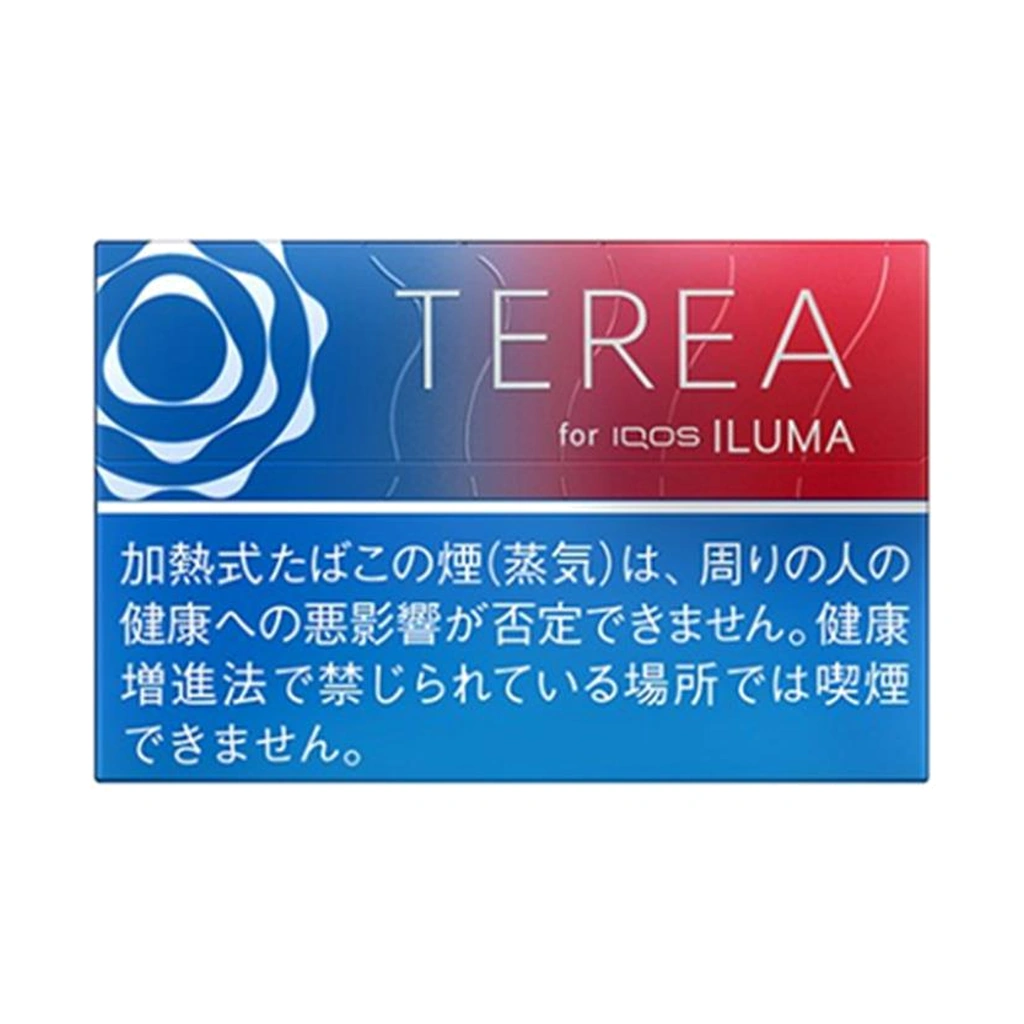 TEREA
for IQOS ILUMA
加熱式たばこの煙(蒸気)は、周りの人の
健康への悪影響が否定できません。健康
増進法で禁じられている場所では喫煙
できません。